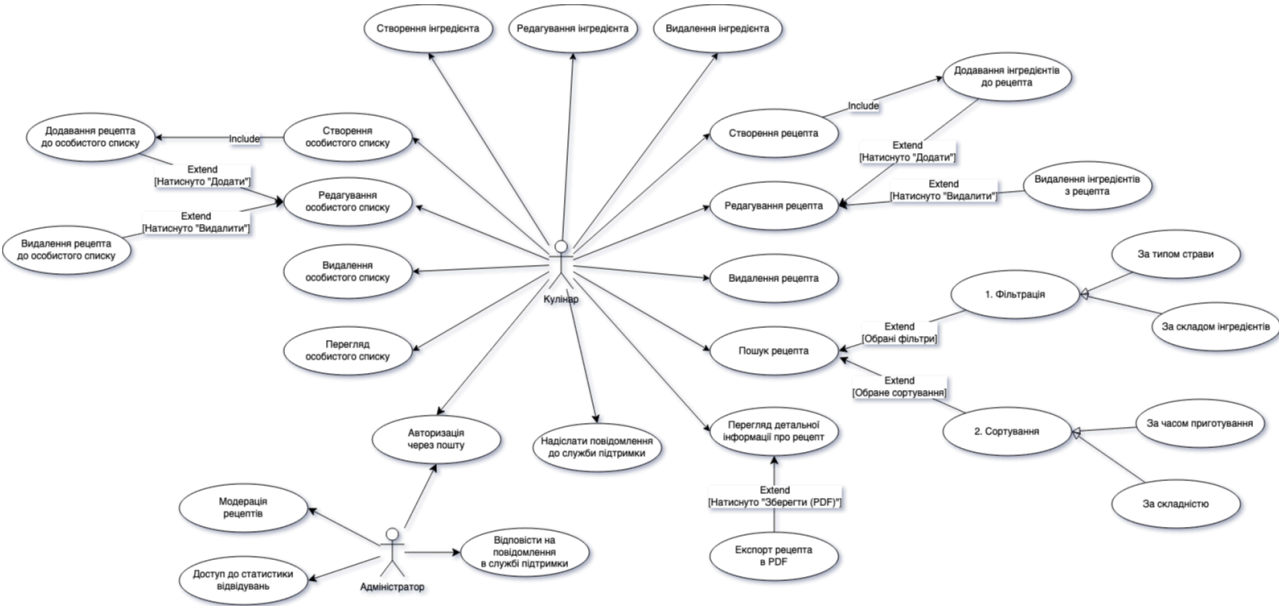 Створення інгредієнта
Редагування інгредієнта
Видалення інгредієнта
Додавання інгредієнтів
до рецепта
Include
Створення рецепта
Додавання рецепта
до особистого списку
Include
Створення
особистого списку
Extend
[Натиснуто "Додати"]
Extend
[Натиснуто "Додати"]
Редагування
особистого списку
Редагування рецепта
Extend
[Натиснуто "Видалити"]
Видалення інгредієнтів
з рецепта
Extend
[Натиснуто "Видалити"]
Видалення рецепта
до особистого списку
Видалення
особистого списку
Кулінар
Видалення рецепта
За типом страви
1. Фільтрація
За складом інгредієнтів
Extend
[Обрані фільтри]
Перегляд
особистого списку
Пошук рецепта
Extend
[Обране сортування]
Авторизація
через пошту
Надіслати повідомлення
до служби підтримки
Перегляд детальної
інформації про рецепт
2. Сортування
За часом приготування
За складністю
Extend
[Натиснуто "Зберегти (PDF)"]
Модерація
рецептів
Відповісти на
повідомлення
в службі підтримки
Експорт рецепта
в PDF
Доступ до статистики
відвідувань
Адміністратор